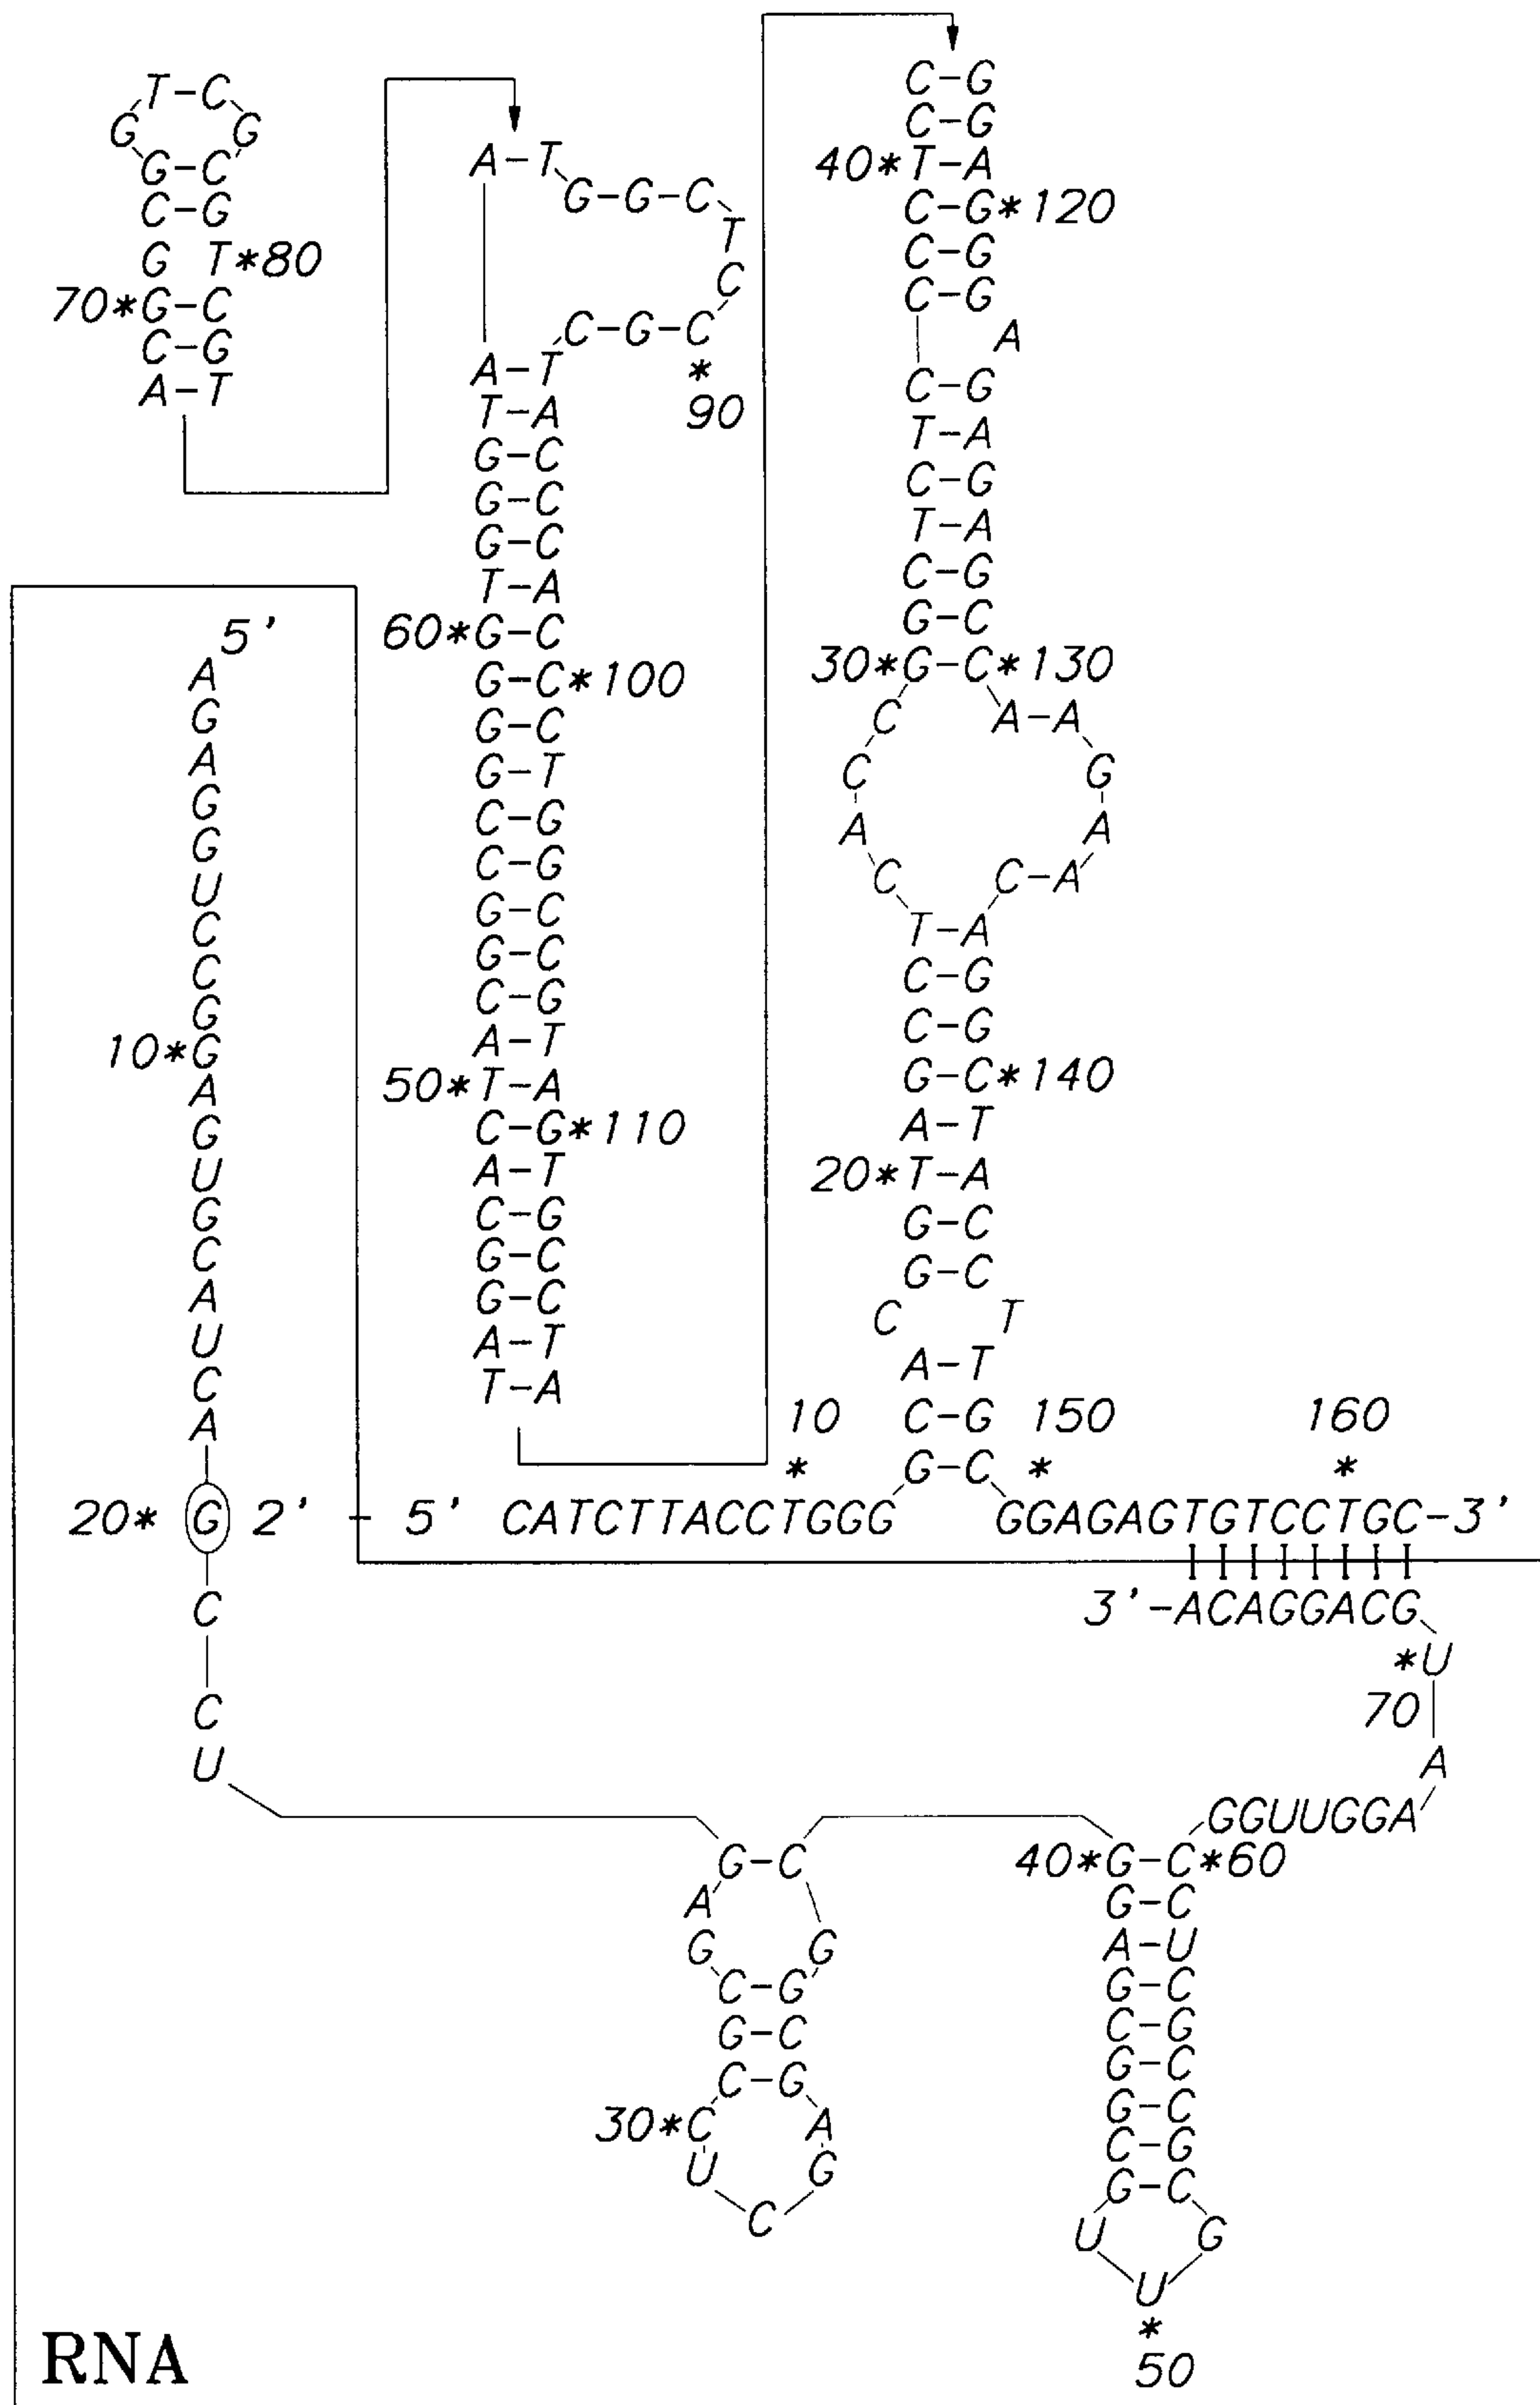 T-C
G G
G-C
C-G
G T*80
70*G-C
C-G
A-T
A-T
G-G-C
T
C
C-G-C
*
90
A-T
T-A
G-C
G-C
G-C
T-A
60*G-C
G-C*100
G-C
G-T
C-G
C-G
G-C
G-C
C-G
A-T
50*T-A
C-G*110
A-T
C-G
G-C
G-C
A-T
T-A
C-G
C-G
40*T-A
C-G*120
C-G
C-G
A
C-G
T-A
C-G
T-A
C-G
G-C
30*G-C*130
C A-A
C G
A A
C C-A
T-A
C-G
C-G
G-C*140
A-T
20*T-A
G-C
G-C
C T
A-T
C-G
G-C
10
*
150
*
160
*
5'
A
G
A
G
G
U
C
C
G
10*G
A
G
U
G
C
A
U
C
A
20* G 2' - 5' CATCTTACCTGGG GGAGAGTGTCCTGC-3'
3'-ACAGGACG
*U
70
A
GGUUGGA
C
C
U
G-C
A
G G
C-G
G-C
C-G
30*C A
U G
C
40*G-C*60
G-C
A-U
G-C
C-G
G-C
G-C
C-G
G-C
U G
U
*
50
RNA